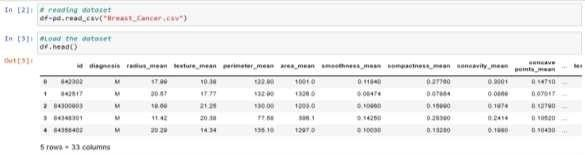 In [2]: # reading dataset
df=pd.read_csv("Breast_Cancer.csv")
In [3]: #Load the dataset
df.head()
Out[3]:
id diagnosis radius_mean texture_mean perimeter_mean area_mean smoothness_mean compactness_mean concavity_mean concave points_mean ...
0 842302 M 17.99 10.38 122.80 1001.0 0.11840 0.27760 0.3001 0.14710 ...
1 842517 M 20.57 17.77 132.90 1326.0 0.08474 0.07864 0.0869 0.07017 ...
2 84300903 M 19.69 21.25 130.00 1203.0 0.10960 0.15990 0.1974 0.12790 ...
3 84348301 M 11.42 20.38 77.58 386.1 0.14250 0.28390 0.2414 0.10520 ...
4 84358402 M 20.29 14.34 135.10 1297.0 0.10030 0.13280 0.1980 0.10430 ...
5 rows × 33 columns